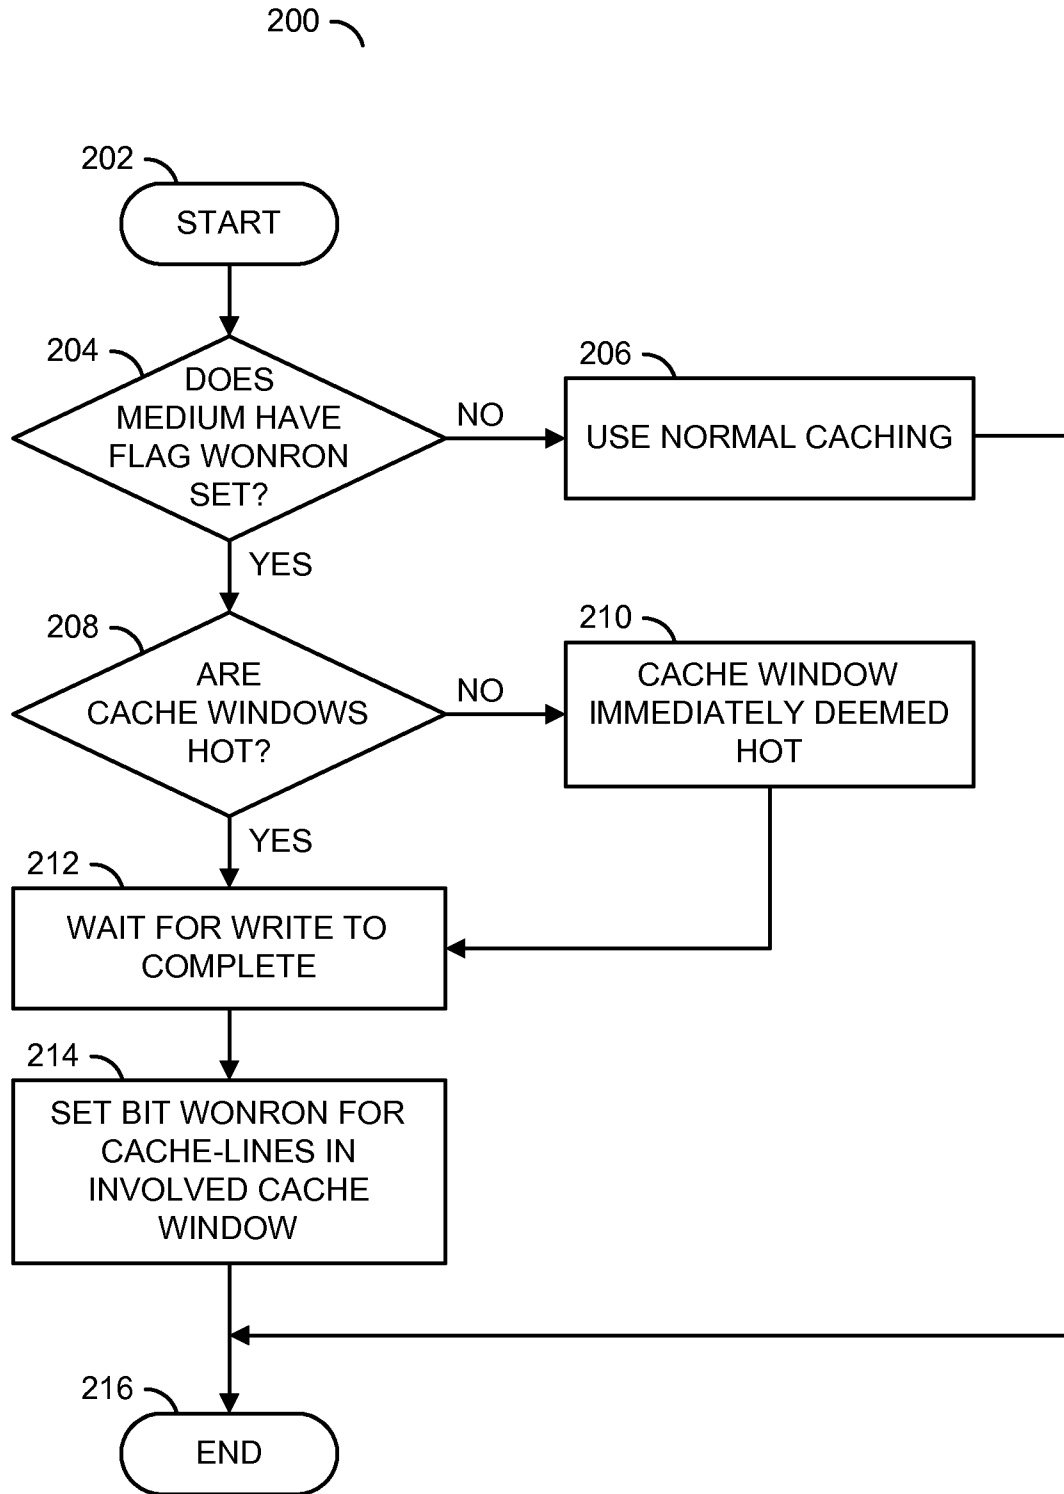 200
202
START
204
DOES
MEDIUM HAVE
FLAG WONRON
SET?
NO
206
USE NORMAL CACHING
YES
208
ARE
CACHE WINDOWS
HOT?
NO
210
CACHE WINDOW
IMMEDIATELY DEEMED
HOT
YES
212
WAIT FOR WRITE TO
COMPLETE
214
SET BIT WONRON FOR
CACHE-LINES IN
INVOLVED CACHE
WINDOW
216
END